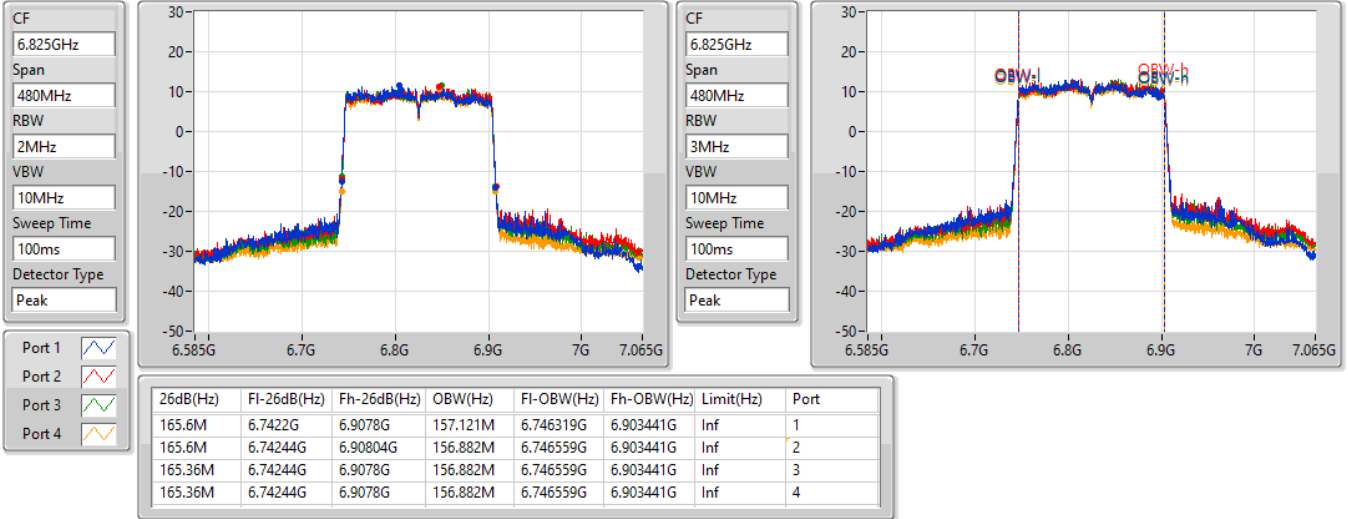 CF
6.825GHz
Span
480MHz
RBW
2MHz
VBW
10MHz
Sweep Time
100ms
Detector Type
Peak
30
20
10
0
-10
-20
-30
-40
-50
6.585G 6.7G 6.8G 6.9G 7G 7.065G
CF
6.825GHz
Span
480MHz
RBW
3MHz
VBW
10MHz
Sweep Time
100ms
Detector Type
Peak
30
20
10
0
-10
-20
-30
-40
-50
OBW-l
OBW-h
OBW-h
6.585G 6.7G 6.8G 6.9G 7G 7.065G
Port 1
Port 2
Port 3
Port 4
26dB(Hz) Fl-26dB(Hz) Fh-26dB(Hz) OBW(Hz) Fl-OBW(Hz) Fh-OBW(Hz) Limit(Hz) Port
165.6M 6.7422G 6.9078G 157.121M 6.746319G 6.903441G Inf 1
165.6M 6.74244G 6.90804G 156.882M 6.746559G 6.903441G Inf 2
165.36M 6.74244G 6.9078G 156.882M 6.746559G 6.903441G Inf 3
165.36M 6.74244G 6.9078G 156.882M 6.746559G 6.903441G Inf 4